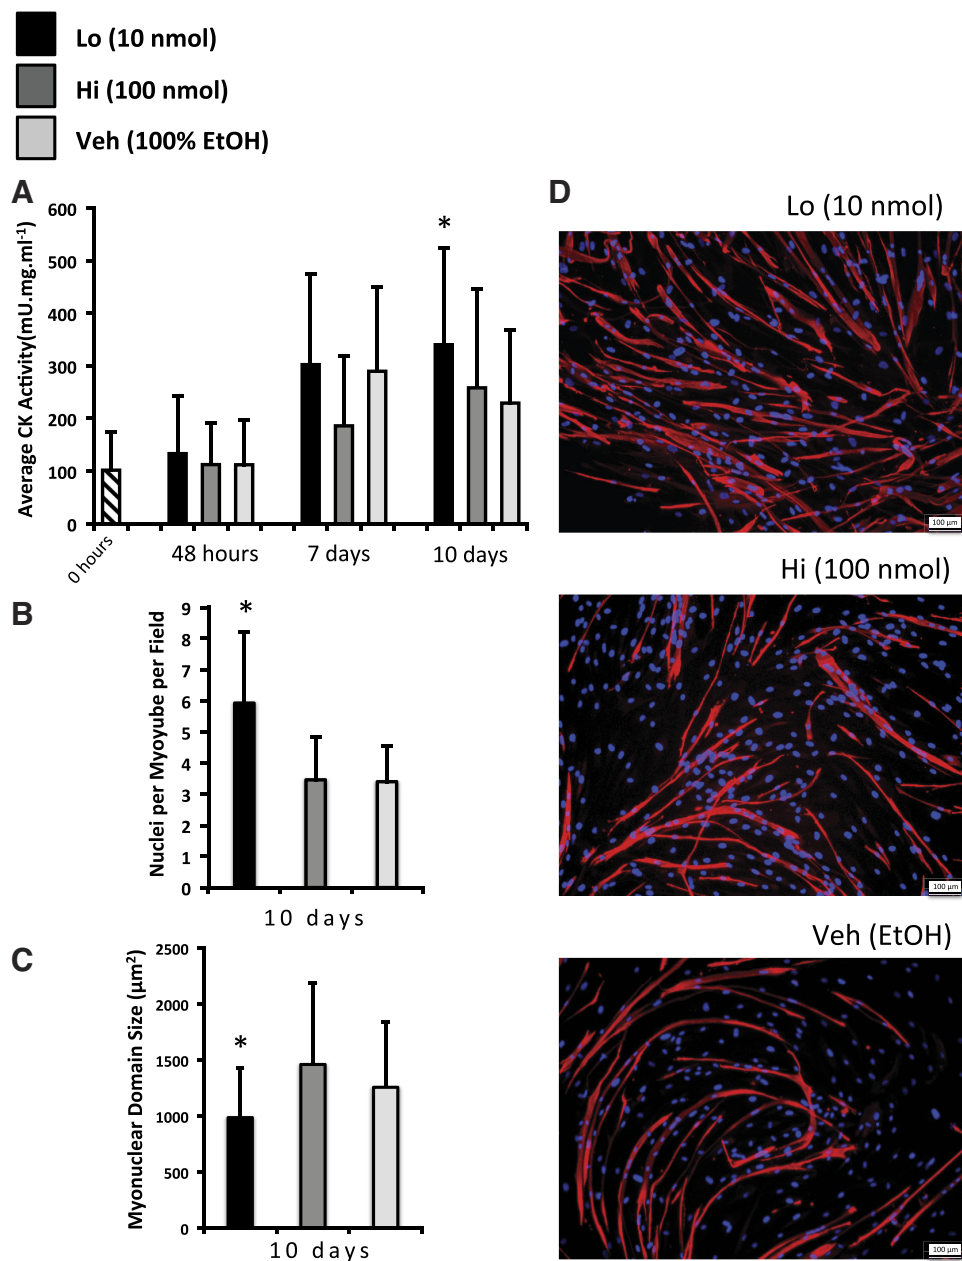 Lo (10 nmol)
Hi (100 nmol)
Veh (100% EtOH)
A
Average CK Activity(mU.mg.ml-1)
600
500
400
300
200
100
0
*
0 hours
48 hours
7 days
10 days
B
Nuclei per Myoyube per Field
9
8
7
6
5
4
3
2
1
0
*
10 days
C
Myonuclear Domain Size (µm2)
2500
2000
1500
1000
500
0
*
10 days
D
Lo (10 nmol)
100 µm
Hi (100 nmol)
100 µm
Veh (EtOH)
100 µm